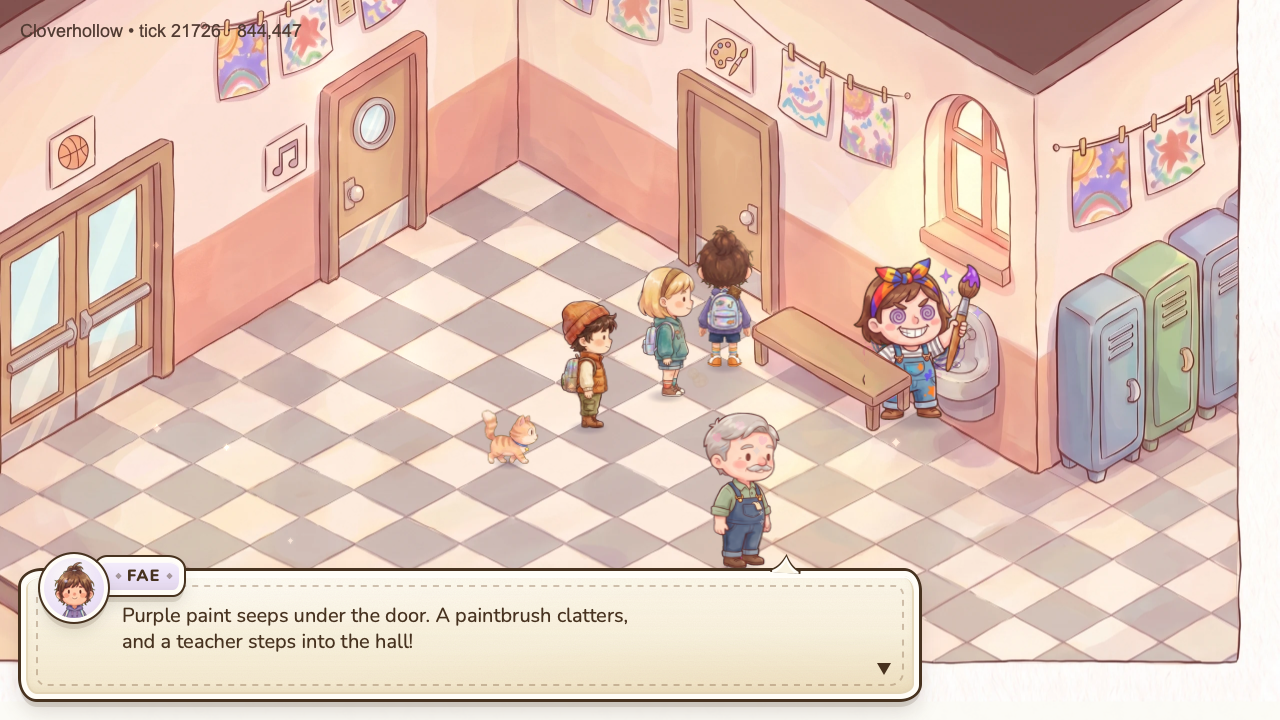 Cloverhollow • tick 21726 844,447
FAE
Purple paint seeps under the door. A paintbrush clatters,
and a teacher steps into the hall!